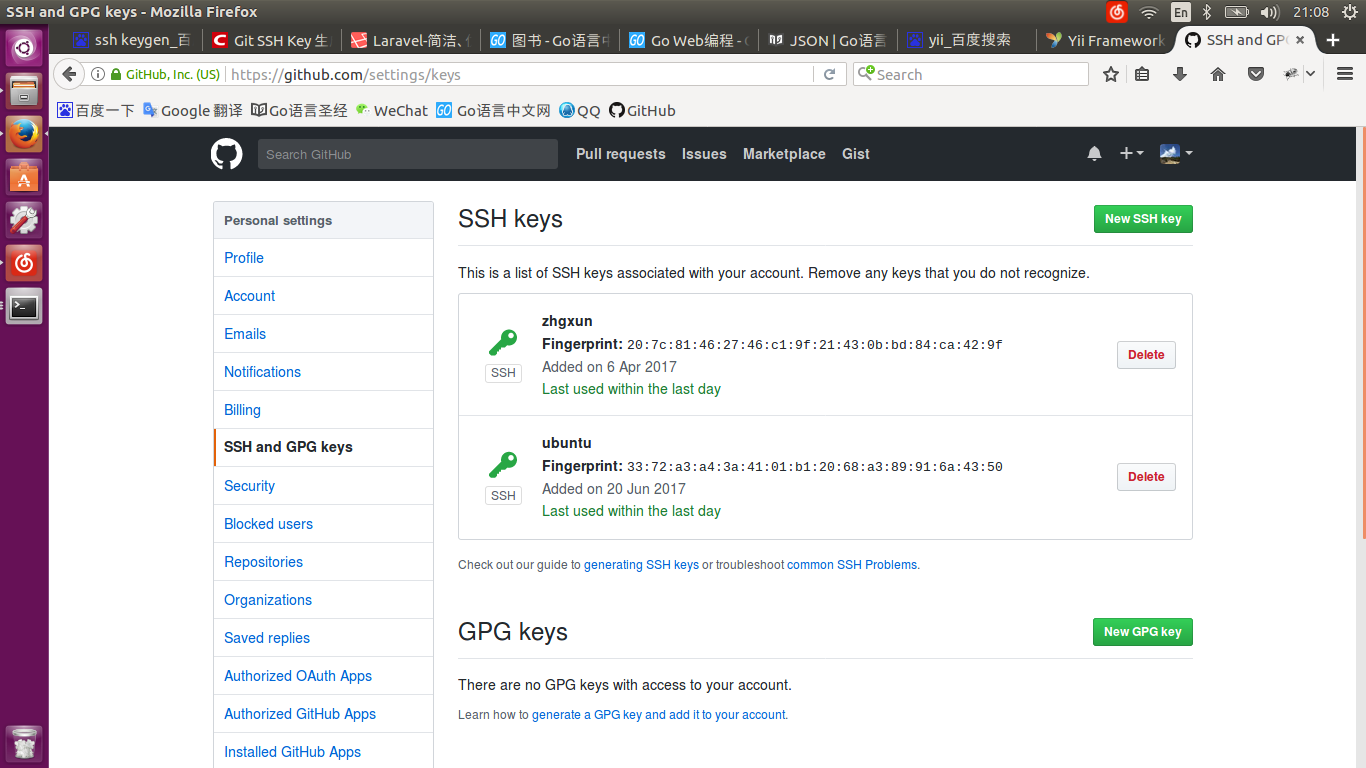 SSH and GPG keys - Mozilla Firefox
En
21:08
ssh keygen_百
Git SSH Key 生
Laravel-简洁、
图书 - Go语言中
Go Web编程 -
JSON | Go语言
yii_百度搜索
Yii Framework
SSH and GPG
GitHub, Inc. (US)
https://github.com/settings/keys
Search
百度一下
Google 翻译
Go语言圣经
WeChat
GO
Go语言中文网
QQ
GitHub
Search GitHub
Pull requests
Issues
Marketplace
Gist
Personal settings
Profile
Account
Emails
Notifications
Billing
SSH and GPG keys
Security
Blocked users
Repositories
Organizations
Saved replies
Authorized OAuth Apps
Authorized GitHub Apps
Installed GitHub Apps
SSH keys
New SSH key
This is a list of SSH keys associated with your account. Remove any keys that you do not recognize.
zhgxun
Fingerprint: 20:7c:81:46:27:46:c1:9f:21:43:0b:bd:84:ca:42:9f
Added on 6 Apr 2017
Last used within the last day
SSH
Delete
ubuntu
Fingerprint: 33:72:a3:a4:3a:41:01:b1:20:68:a3:89:91:6a:43:50
Added on 20 Jun 2017
Last used within the last day
SSH
Delete
Check out our guide to generating SSH keys or troubleshoot common SSH Problems.
GPG keys
New GPG key
There are no GPG keys with access to your account.
Learn how to generate a GPG key and add it to your account.